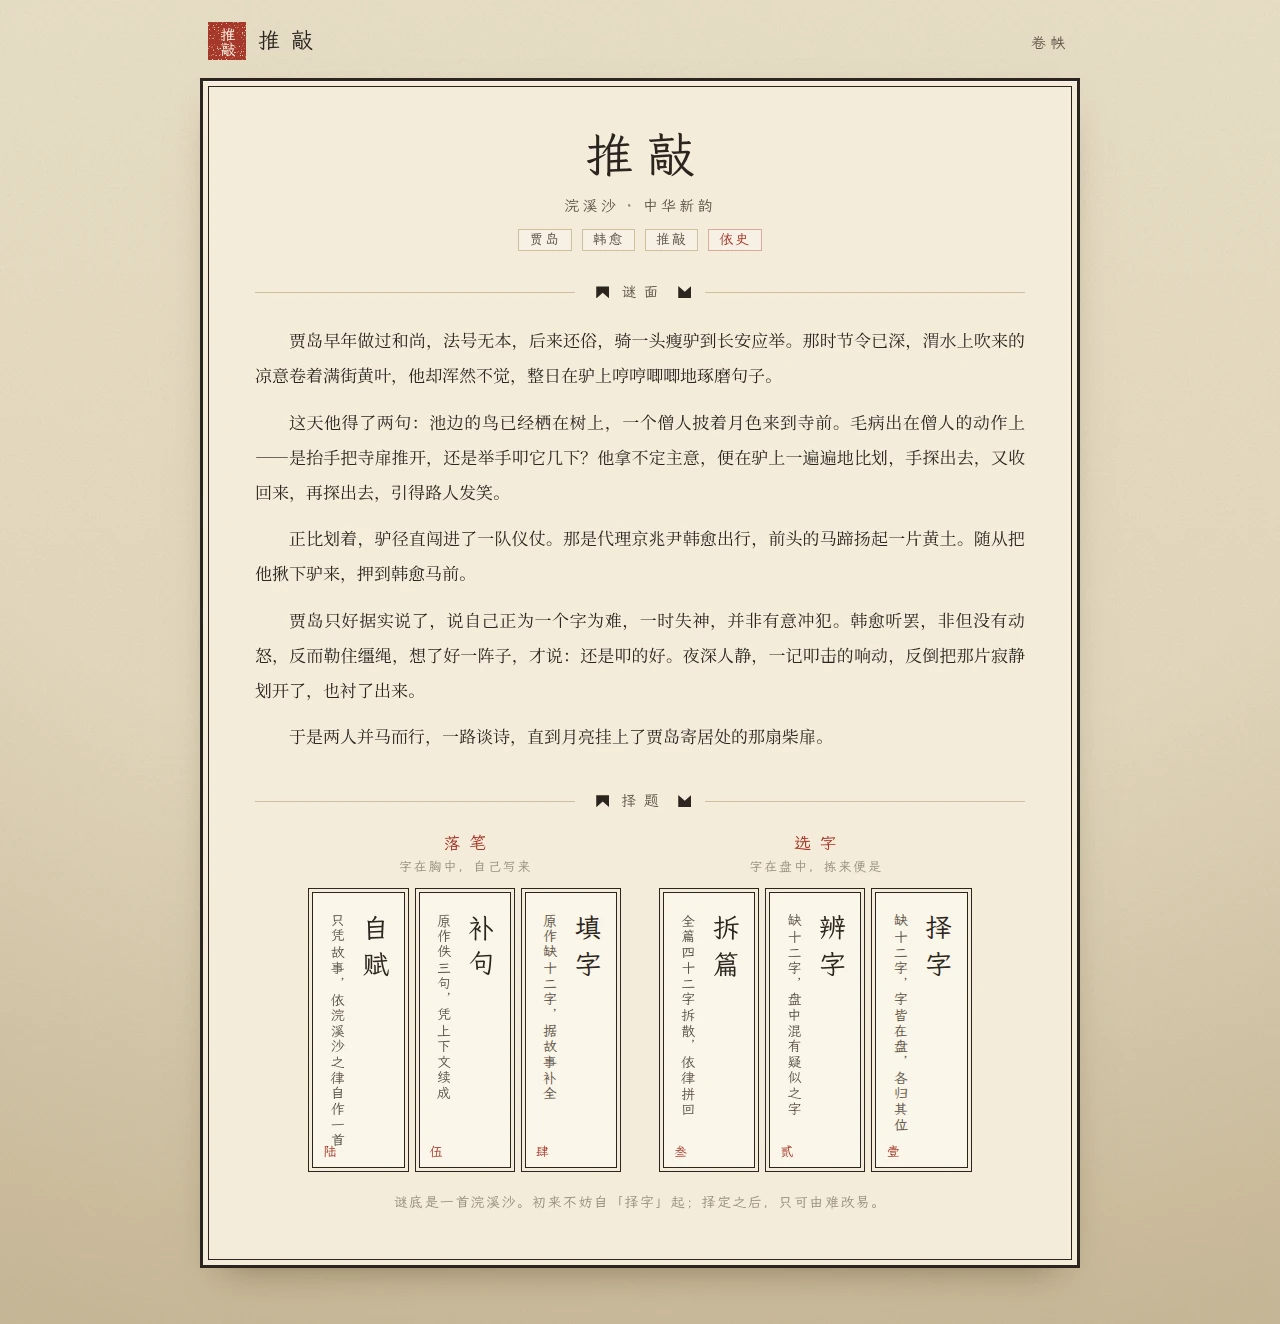 推敲
推敲
卷帙
推敲
浣溪沙 · 中华新韵
贾岛
韩愈
推敲
依史
谜面
贾岛早年做过和尚，法号无本，后来还俗，骑一头瘦驴到长安应举。那时节令已深，渭水上吹来的
凉意卷着满街黄叶，他却浑然不觉，整日在驴上哼哼唧唧地琢磨句子。
这天他得了两句：池边的鸟已经栖在树上，一个僧人披着月色来到寺前。毛病出在僧人的动作上
——是抬手把寺扉推开，还是举手叩它几下？他拿不定主意，便在驴上一遍遍地比划，手探出去，又收
回来，再探出去，引得路人发笑。
正比划着，驴径直闯进了一队仪仗。那是代理京兆尹韩愈出行，前头的马蹄扬起一片黄土。随从把
他揪下驴来，押到韩愈马前。
贾岛只好据实说了，说自己正为一个字为难，一时失神，并非有意冲犯。韩愈听罢，非但没有动
怒，反而勒住缰绳，想了好一阵子，才说：还是叩的好。夜深人静，一记叩击的响动，反倒把那片寂静
划开了，也衬了出来。
于是两人并马而行，一路谈诗，直到月亮挂上了贾岛寄居处的那扇柴扉。
择题
落笔
字在胸中，自己写来
选字
字在盘中，拣来便是
择字
缺十二字，字皆在盘，各归其位
壹
辨字
缺十二字，盘中混有疑似之字
贰
拆篇
全篇四十二字拆散，依律拼回
叁
填字
原作缺十二字，据故事补全
肆
补句
原作佚三句，凭上下文续成
伍
自赋
只凭故事，依浣溪沙之律自作一首
陆
谜底是一首浣溪沙。初来不妨自「择字」起；择定之后，只可由难改易。